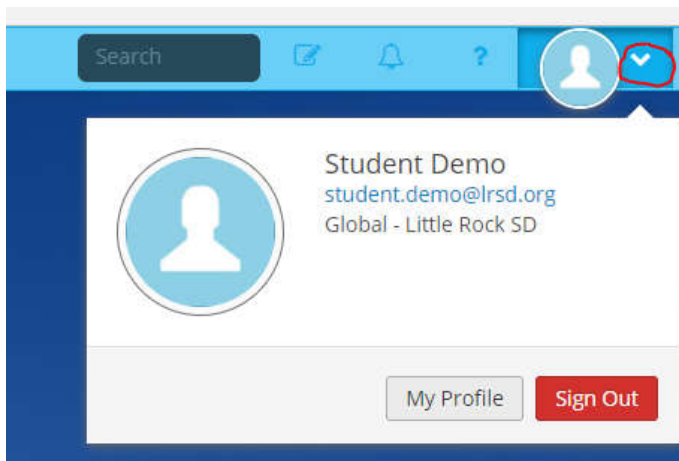 Search ?
Student Demo
student.demo@lrsd.org
Global - Little Rock SD
My Profile Sign Out